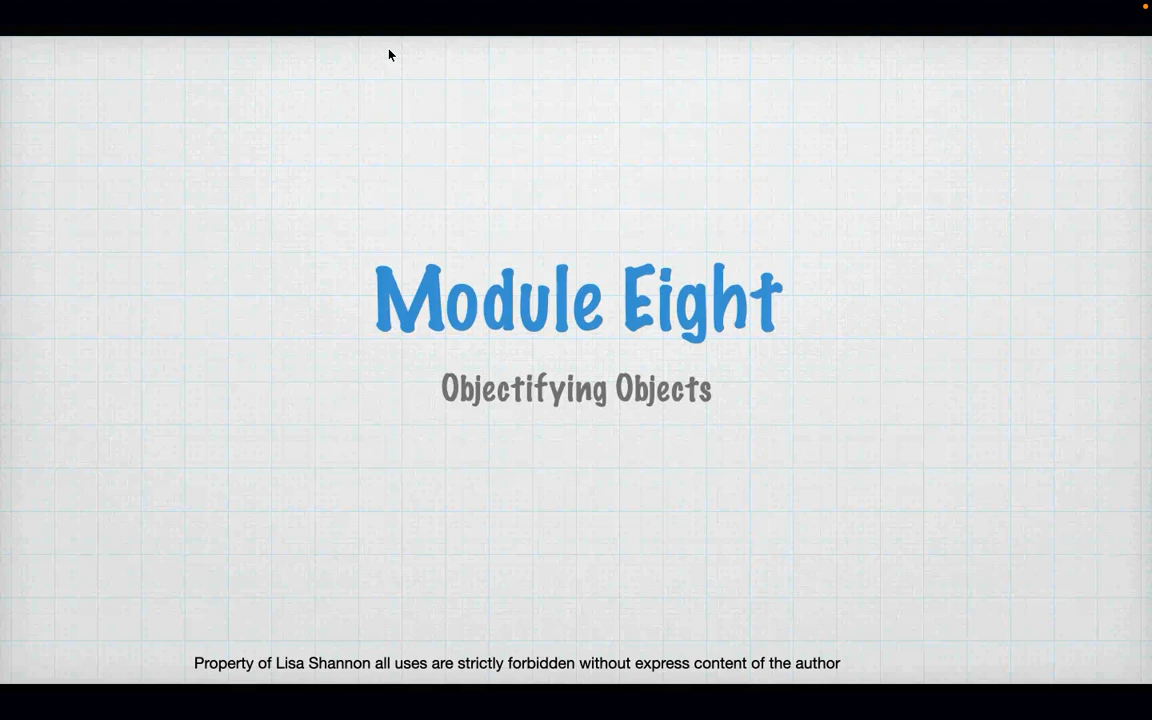 Module Eight
Objectifying Objects
Property of Lisa Shannon all uses are strictly forbidden without express content of the author